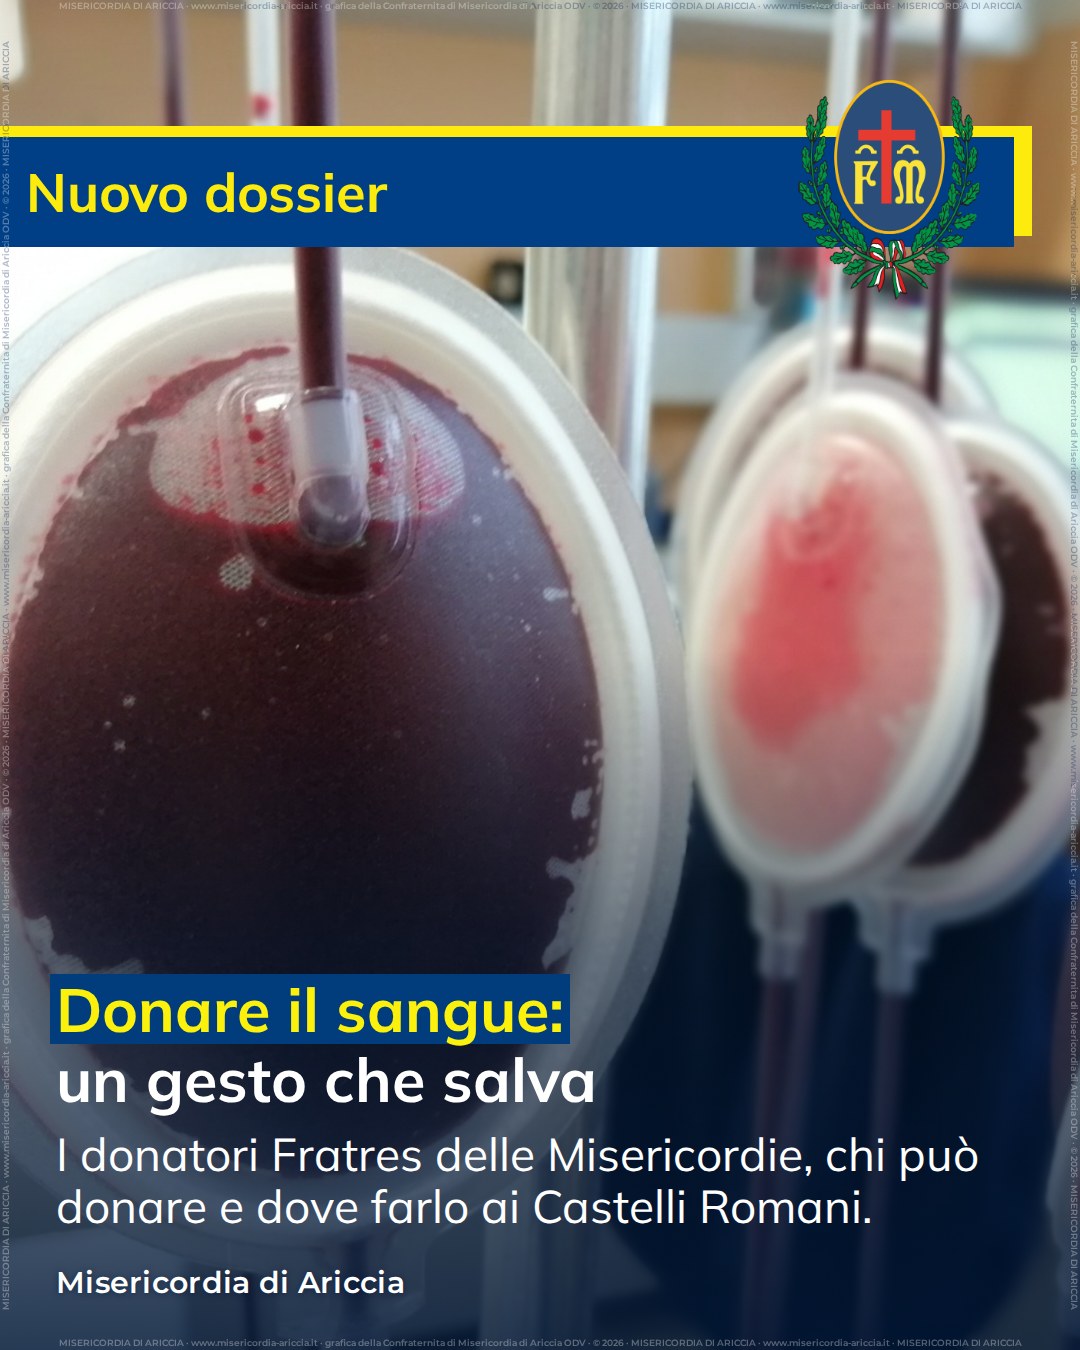 MISERICORDIA DI ARICCIA - www.misericordia-ariccia.it - grafica della Confraternita di Misericordia di Ariccia ODV - © 2026 - MISERICORDIA DI ARICCIA - www.misericordia-ariccia.it - MISERICORDIA DI ARICCIA
Nuovo dossier
F M
Donare il sangue:
un gesto che salva
I donatori Fratres delle Misericordie, chi può
donare e dove farlo ai Castelli Romani.
Misericordia di Ariccia
MISERICORDIA DI ARICCIA - www.misericordia-ariccia.it - grafica della Confraternita di Misericordia di Ariccia ODV - © 2026 - MISERICORDIA DI ARICCIA - www.misericordia-ariccia.it - MISERICORDIA DI ARICCIA